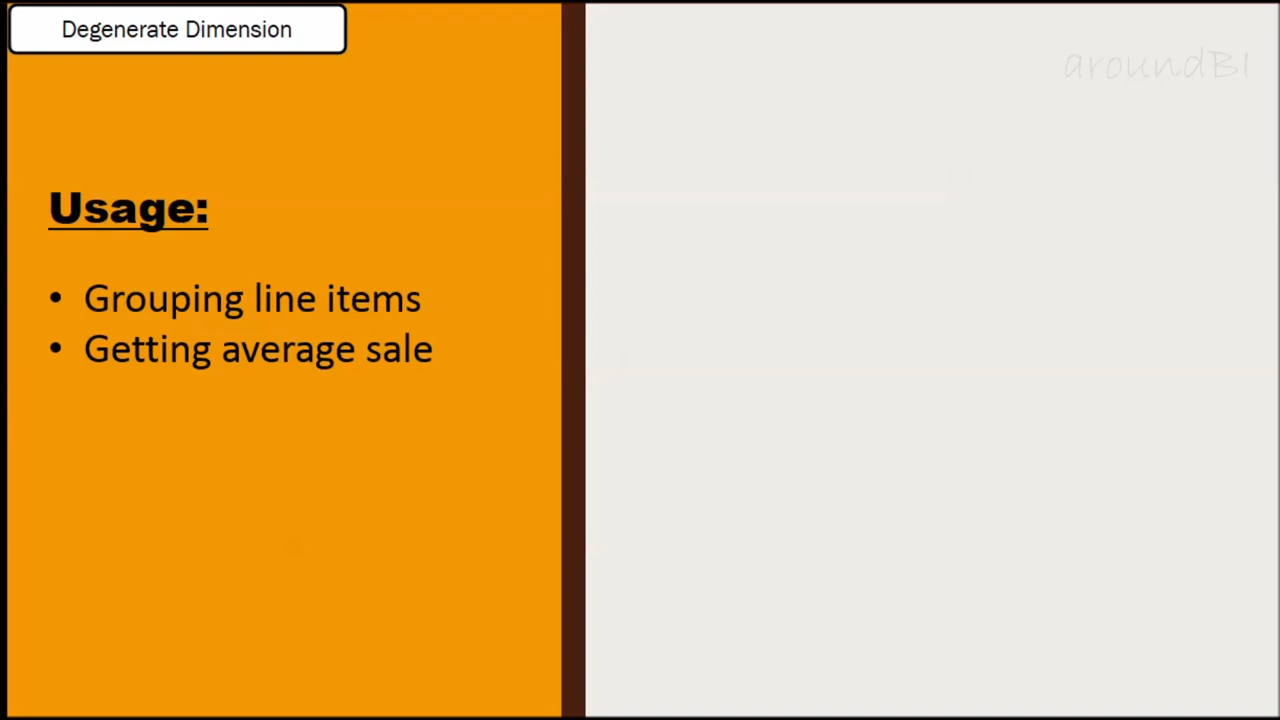 Degenerate Dimension
aroundBI
Usage:
• Grouping line items
• Getting average sale